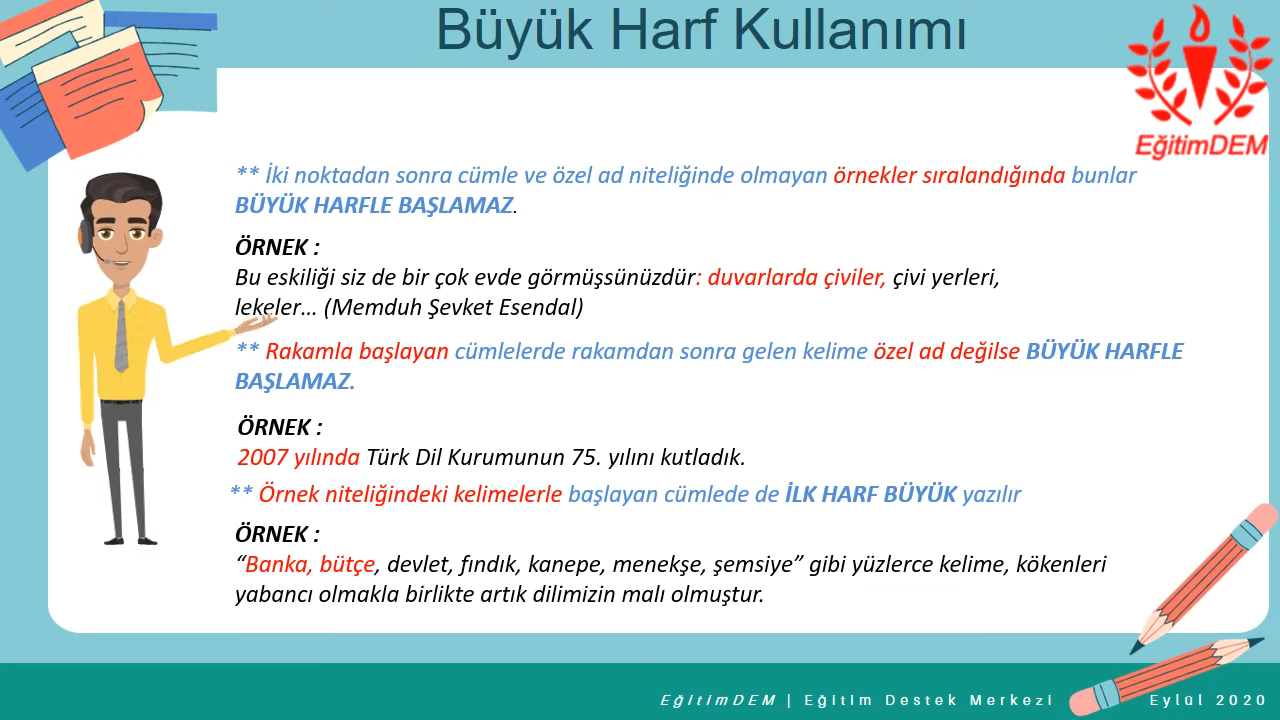 Büyük Harf Kullanımı
EğitimDEM
** İki noktadan sonra cümle ve özel ad niteliğinde olmayan örnekler sıralandığında bunlar
BÜYÜK HARFLE BAŞLAMAZ.
ÖRNEK :
Bu eskiliği siz de bir çok evde görmüşsünüzdür: duvarlarda çiviler, çivi yerleri,
lekeler… (Memduh Şevket Esendal)
** Rakamla başlayan cümlelerde rakamdan sonra gelen kelime özel ad değilse BÜYÜK HARFLE
BAŞLAMAZ.
ÖRNEK :
2007 yılında Türk Dil Kurumunun 75. yılını kutladık.
** Örnek niteliğindeki kelimelerle başlayan cümlede de İLK HARF BÜYÜK yazılır
ÖRNEK :
“Banka, bütçe, devlet, fındık, kanepe, menekşe, şemsiye” gibi yüzlerce kelime, kökenleri
yabancı olmakla birlikte artık dilimizin malı olmuştur.
EğitimDEM | Eğitim Destek Merkezi Eylül 2020